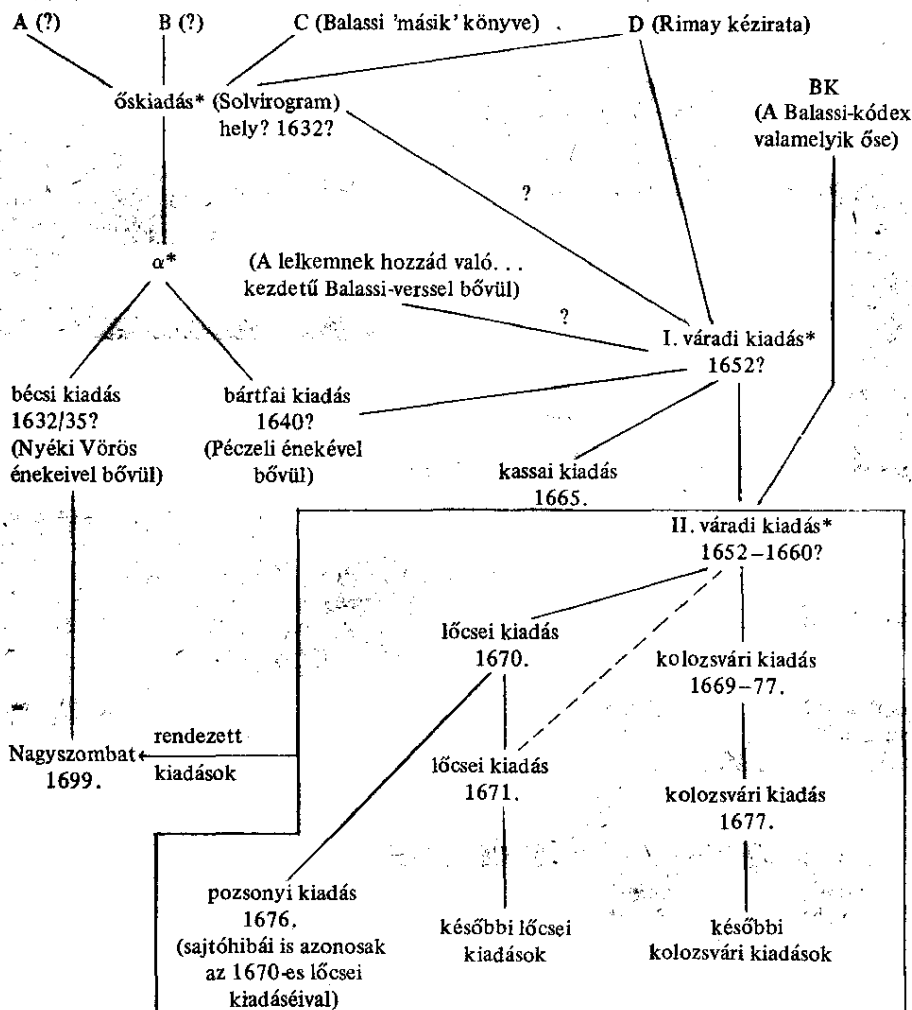 A (?)
B (?)
C (Balassi 'másik' könyve)
D (Rimay kézirata)
őskiadás* (Solvirogram)
hely? 1632?
BK
(A Balassi-kódex
valamelyik őse)
?
α*
(A lelkemnek hozzád való...
kezdetű Balassi-verssel bővül)
?
I. váradi kiadás*
1652?
bécsi kiadás
1632/35?
(Nyéki Vörös
énekeivel bővül)
bártfai kiadás
1640?
(Péczeli énekével
bővül)
kassai kiadás
1665.
II. váradi kiadás*
1652–1660?
lőcsei kiadás
1670.
kolozsvári kiadás
1669–77.
Nagyszombat
1699.
rendezett
kiadások
lőcsei kiadás
1671.
kolozsvári kiadás
1677.
pozsonyi kiadás
1676.
(sajtóhibái is azonosak
az 1670-es lőcsei
kiadáséival)
későbbi lőcsei
kiadások
későbbi
kolozsvári kiadások